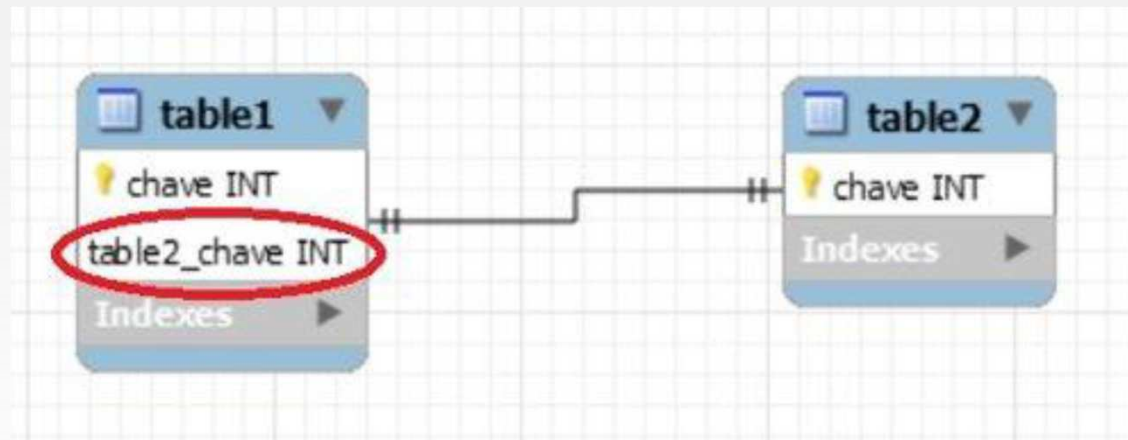 table1
chave INT
table2_chave INT
Indexes
table2
chave INT
Indexes